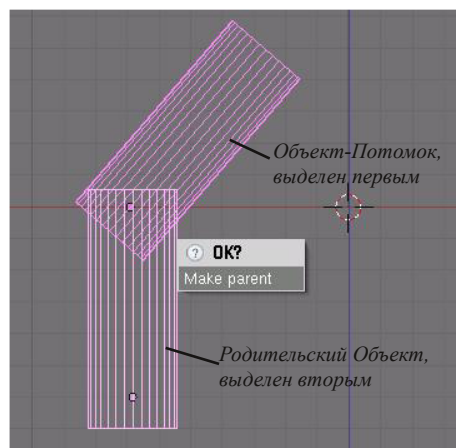 Объект-Потомок,
выделен первым
OK?
Make parent
Родительский Объект,
выделен вторым